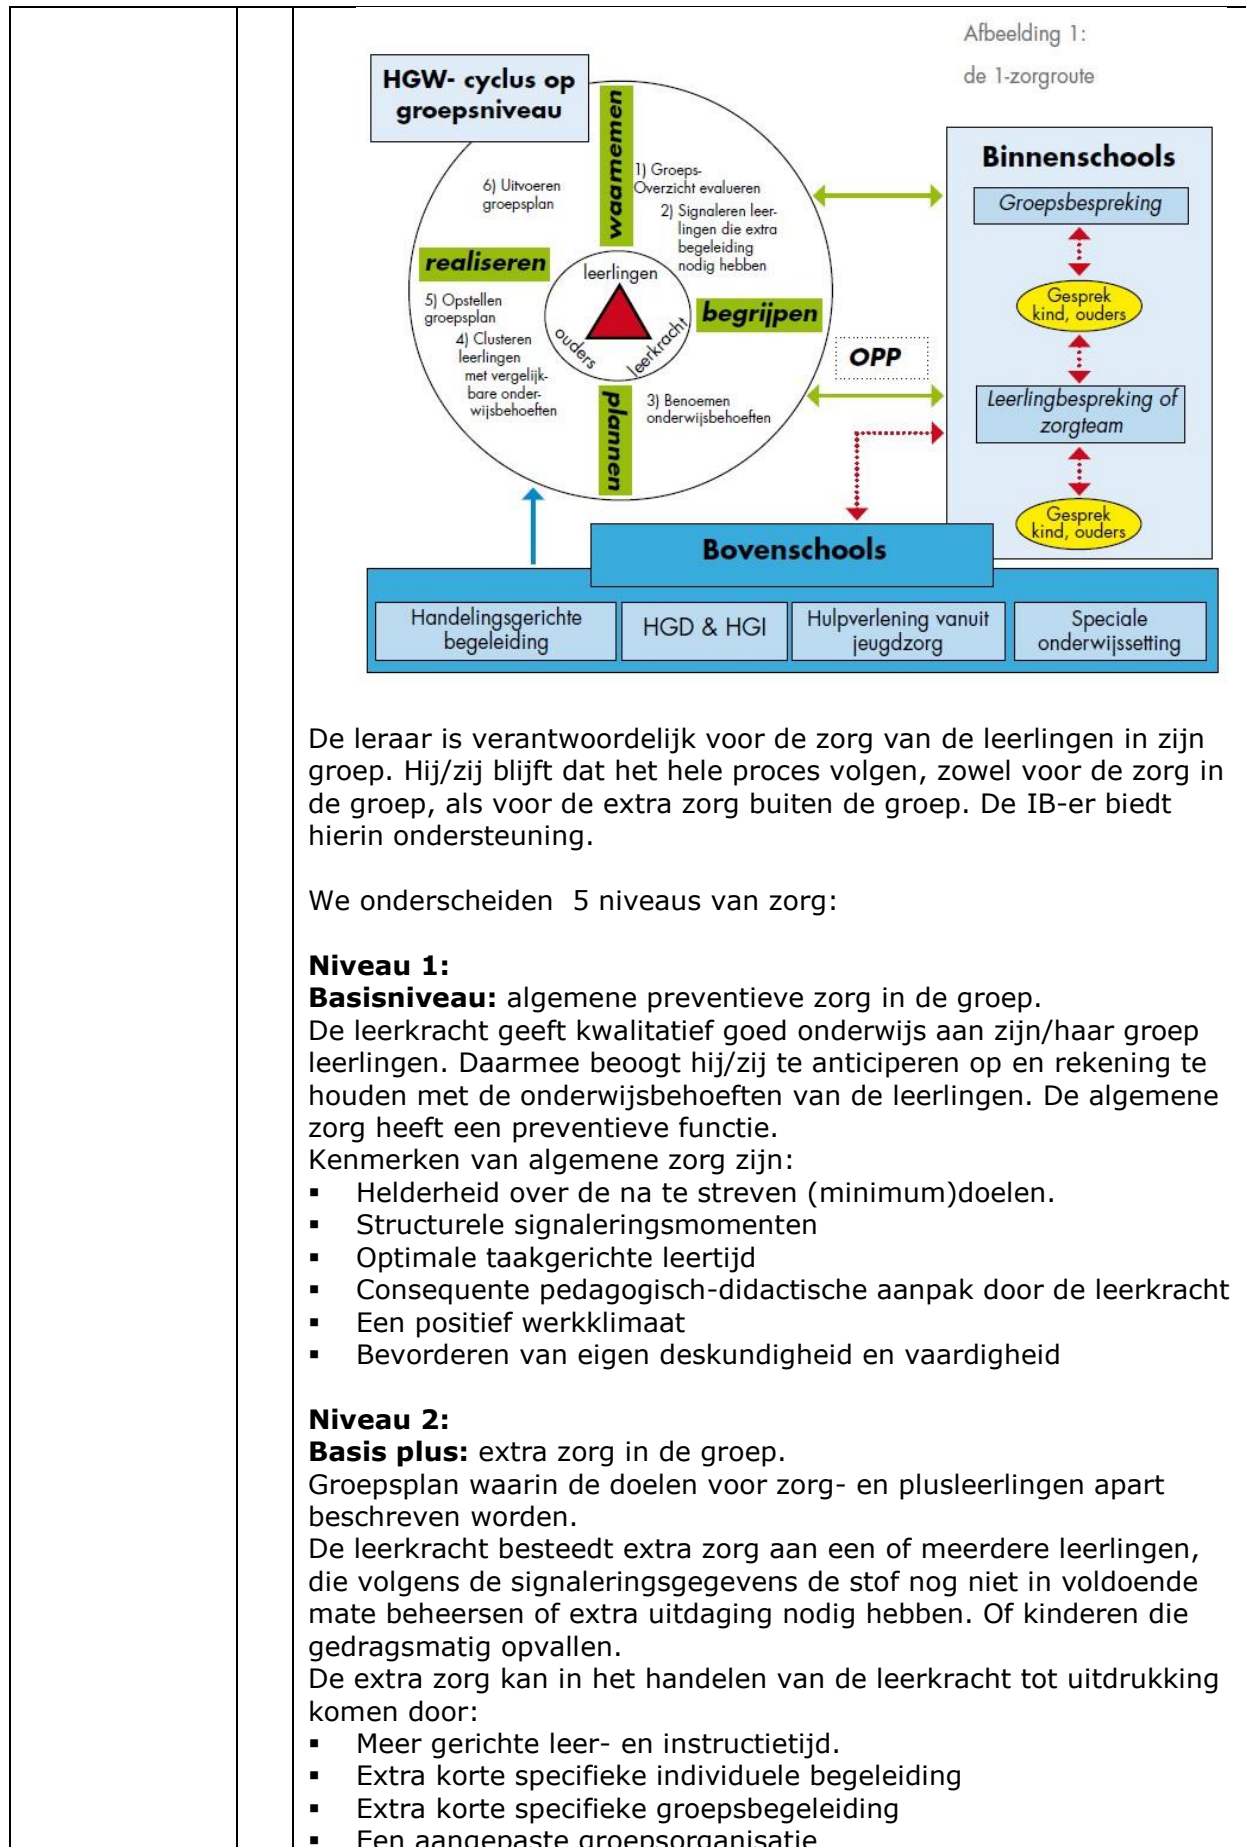 Afbeelding 1:
de 1-zorgroute
HGW- cyclus op
groepsniveau
waarnemen
1) Groeps-
Overzicht evalueren
2) Signaleren leer-
lingen die extra
begeleiding
nodig hebben
begrijpen
3) Benoemen
onderwijsbehoeften
plannen
4) Clusteren
leerlingen
met vergelijk-
bare onder-
wijsbehoeften
5) Opstellen
groepsplan
realiseren
6) Uitvoeren
groepsplan
leerlingen
ouders
leerkracht
OPP
Binnenschools
Groepsbespreking
Gesprek
kind, ouders
Leerlingbespreking of
zorgteam
Gesprek
kind, ouders
Bovenschools
Handelingsgerichte
begeleiding
HGD & HGI
Hulpverlening vanuit
jeugdzorg
Speciale
onderwijssetting
De leraar is verantwoordelijk voor de zorg van de leerlingen in zijn
groep. Hij/zij blijft dat het hele proces volgen, zowel voor de zorg in
de groep, als voor de extra zorg buiten de groep. De IB-er biedt
hierin ondersteuning.
We onderscheiden  5 niveaus van zorg:
Niveau 1:
Basisniveau: algemene preventieve zorg in de groep.
De leerkracht geeft kwalitatief goed onderwijs aan zijn/haar groep
leerlingen. Daarmee beoogt hij/zij te anticiperen op en rekening te
houden met de onderwijsbehoeften van de leerlingen. De algemene
zorg heeft een preventieve functie.
Kenmerken van algemene zorg zijn:
▪ Helderheid over de na te streven (minimum)doelen.
▪ Structurele signaleringsmomenten
▪ Optimale taakgerichte leertijd
▪ Consequente pedagogisch-didactische aanpak door de leerkracht
▪ Een positief werkklimaat
▪ Bevorderen van eigen deskundigheid en vaardigheid
Niveau 2:
Basis plus: extra zorg in de groep.
Groepsplan waarin de doelen voor zorg- en plusleerlingen apart
beschreven worden.
De leerkracht besteedt extra zorg aan een of meerdere leerlingen,
die volgens de signaleringsgegevens de stof nog niet in voldoende
mate beheersen of extra uitdaging nodig hebben. Of kinderen die
gedragsmatig opvallen.
De extra zorg kan in het handelen van de leerkracht tot uitdrukking
komen door:
▪ Meer gerichte leer- en instructietijd.
▪ Extra korte specifieke individuele begeleiding
▪ Extra korte specifieke groepsbegeleiding
▪ Een aangepaste groepsorganisatie